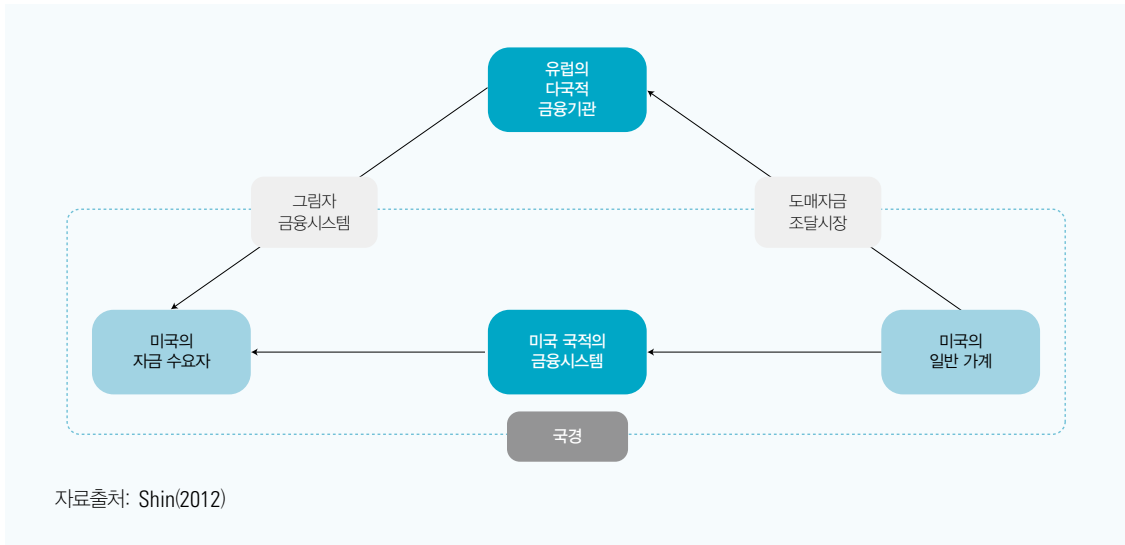 유럽의
다국적
금융기관
그림자
금융시스템
도매자금
조달시장
미국의
자금 수요자
미국 국적의
금융시스템
미국의
일반 가계
국경
자료출처: Shin(2012)